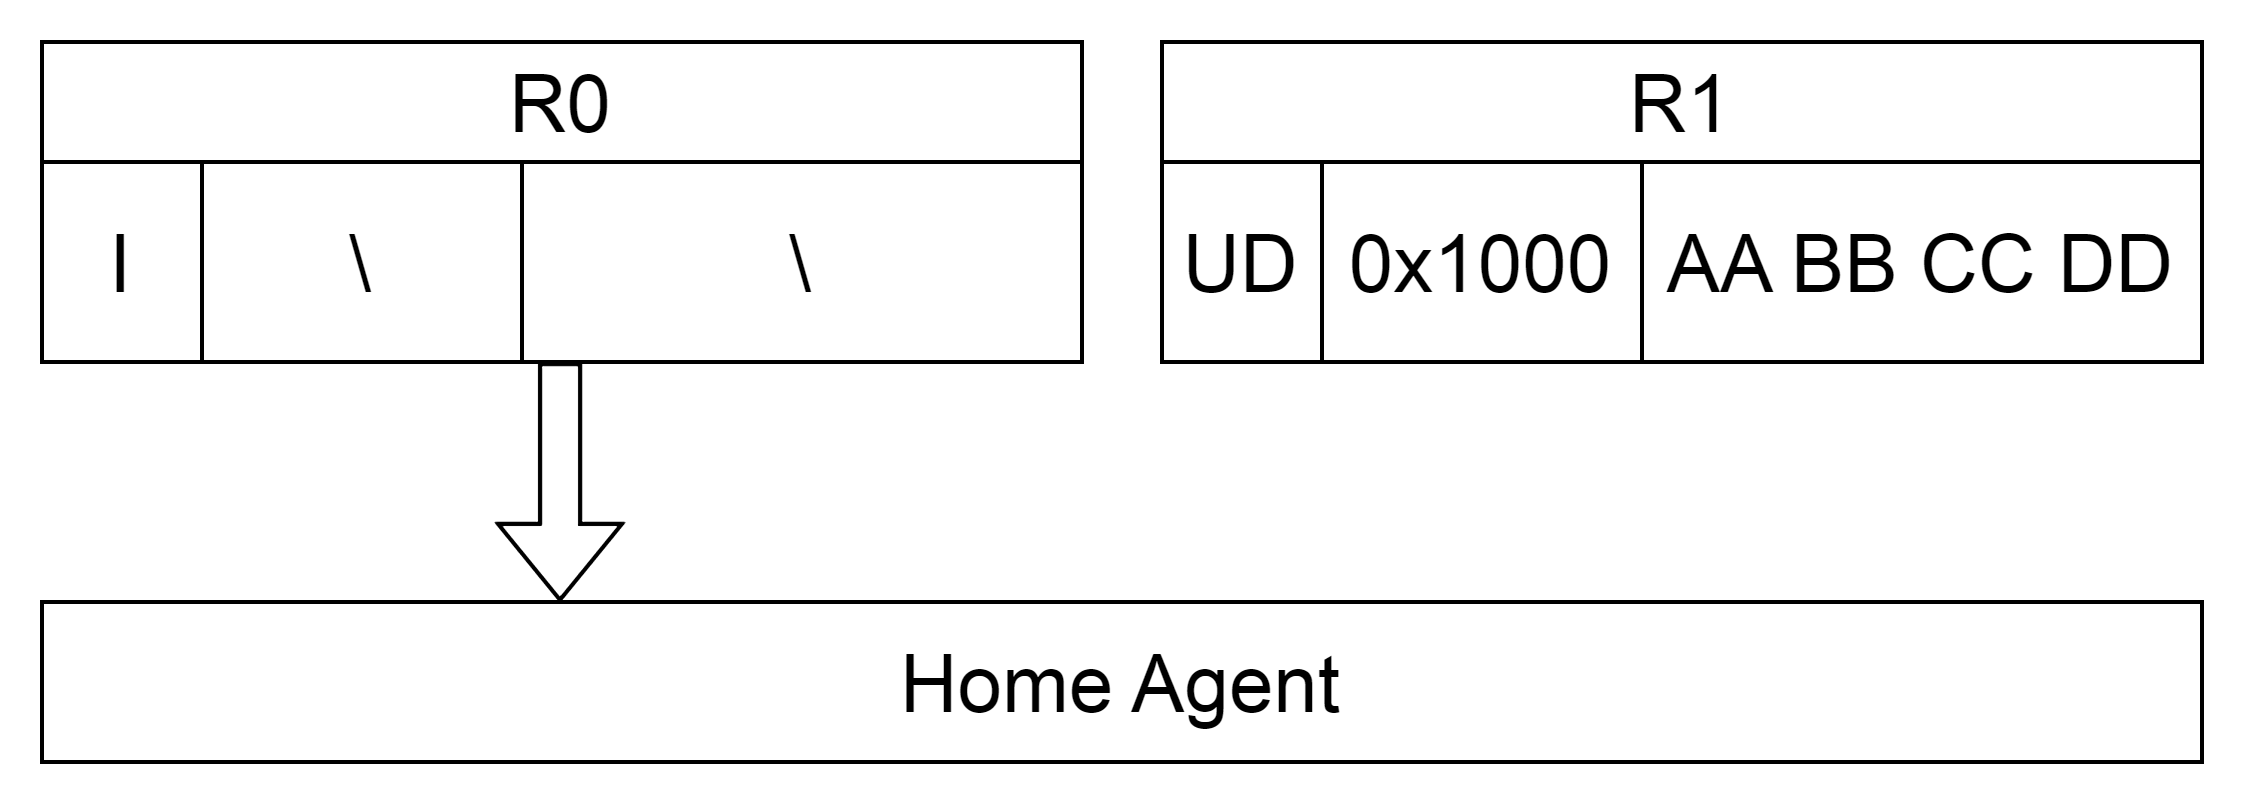 R0
R1
I
\
\
UD
0x1000
AA BB CC DD
Home Agent